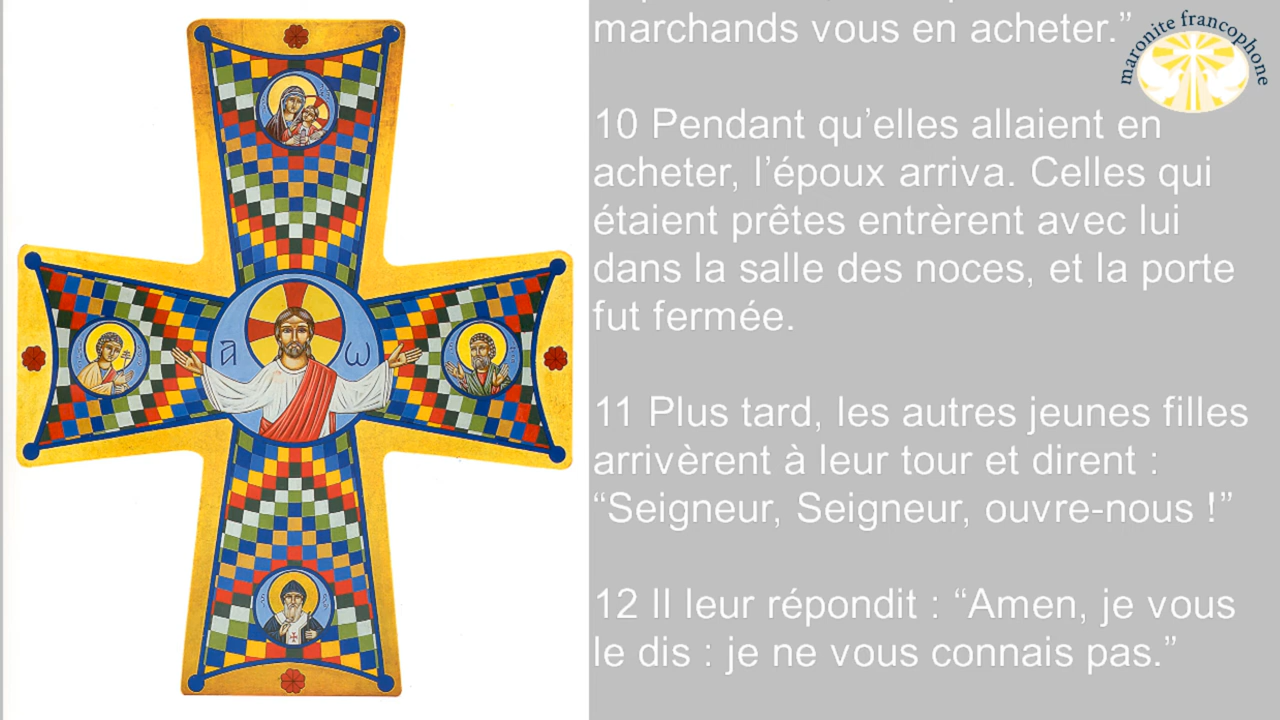 marchands vous en acheter.”
maronite francophone
10 Pendant qu’elles allaient en
acheter, l’époux arriva. Celles qui
étaient prêtes entrèrent avec lui
dans la salle des noces, et la porte
fut fermée.
11 Plus tard, les autres jeunes filles
arrivèrent à leur tour et dirent :
“Seigneur, Seigneur, ouvre-nous !”
12 Il leur répondit : “Amen, je vous
le dis : je ne vous connais pas.”
a ω